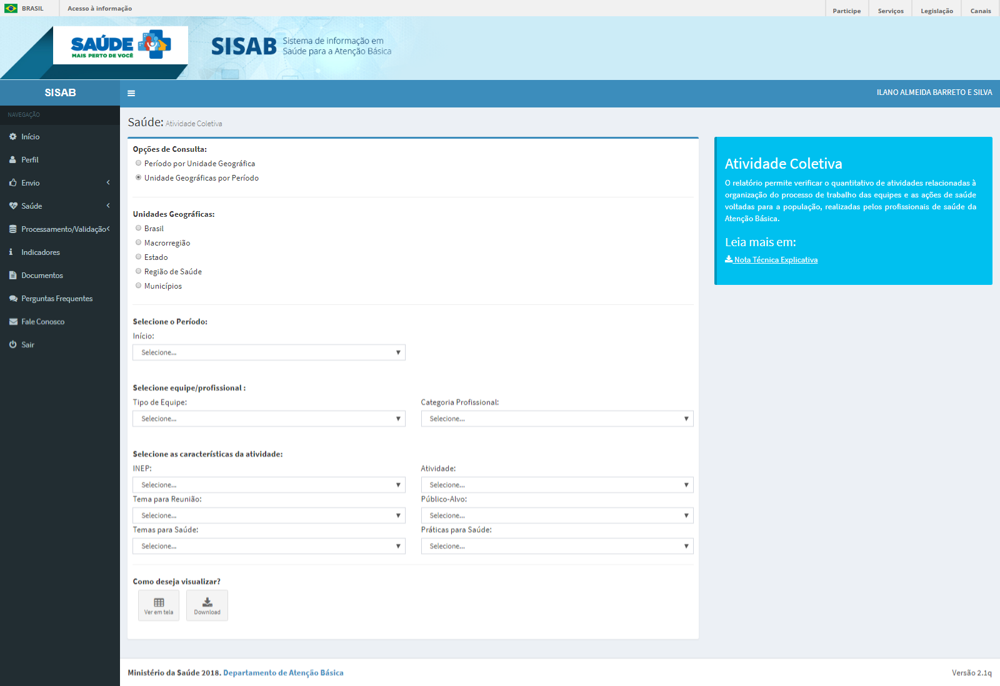 BRASIL
Acesso à informação
Participe
Serviços
Legislação
Canais
SAÚDE
MAIS PERTO DE VOCÊ
SISAB
Sistema de informação em
Saúde para a Atenção Básica
SISAB
ILANO ALMEIDA BARRETO E SILVA
NAVEGAÇÃO
Início
Perfil
Envio
Saúde
Processamento/Validação
Indicadores
Documentos
Perguntas Frequentes
Fale Conosco
Sair
Saúde: Atividade Coletiva
Opções de Consulta:
Período por Unidade Geográfica
Unidade Geográficas por Período
Unidades Geográficas:
Brasil
Macrorregião
Estado
Região de Saúde
Municípios
Selecione o Período:
Início:
Selecione...
Selecione equipe/profissional :
Tipo de Equipe:
Selecione...
Categoria Profissional:
Selecione...
Selecione as características da atividade:
INEP:
Selecione...
Atividade:
Selecione...
Tema para Reunião:
Selecione...
Público-Alvo:
Selecione...
Temas para Saúde:
Selecione...
Práticas para Saúde:
Selecione...
Como deseja visualizar?
Ver em tela
Download
Atividade Coletiva
O relatório permite verificar o quantitativo de atividades relacionadas à
organização do processo de trabalho das equipes e as ações de saúde
voltadas para a população, realizadas pelos profissionais de saúde da
Atenção Básica.
Leia mais em:
Nota Técnica Explicativa
Ministério da Saúde 2018. Departamento de Atenção Básica
Versão 2.1q